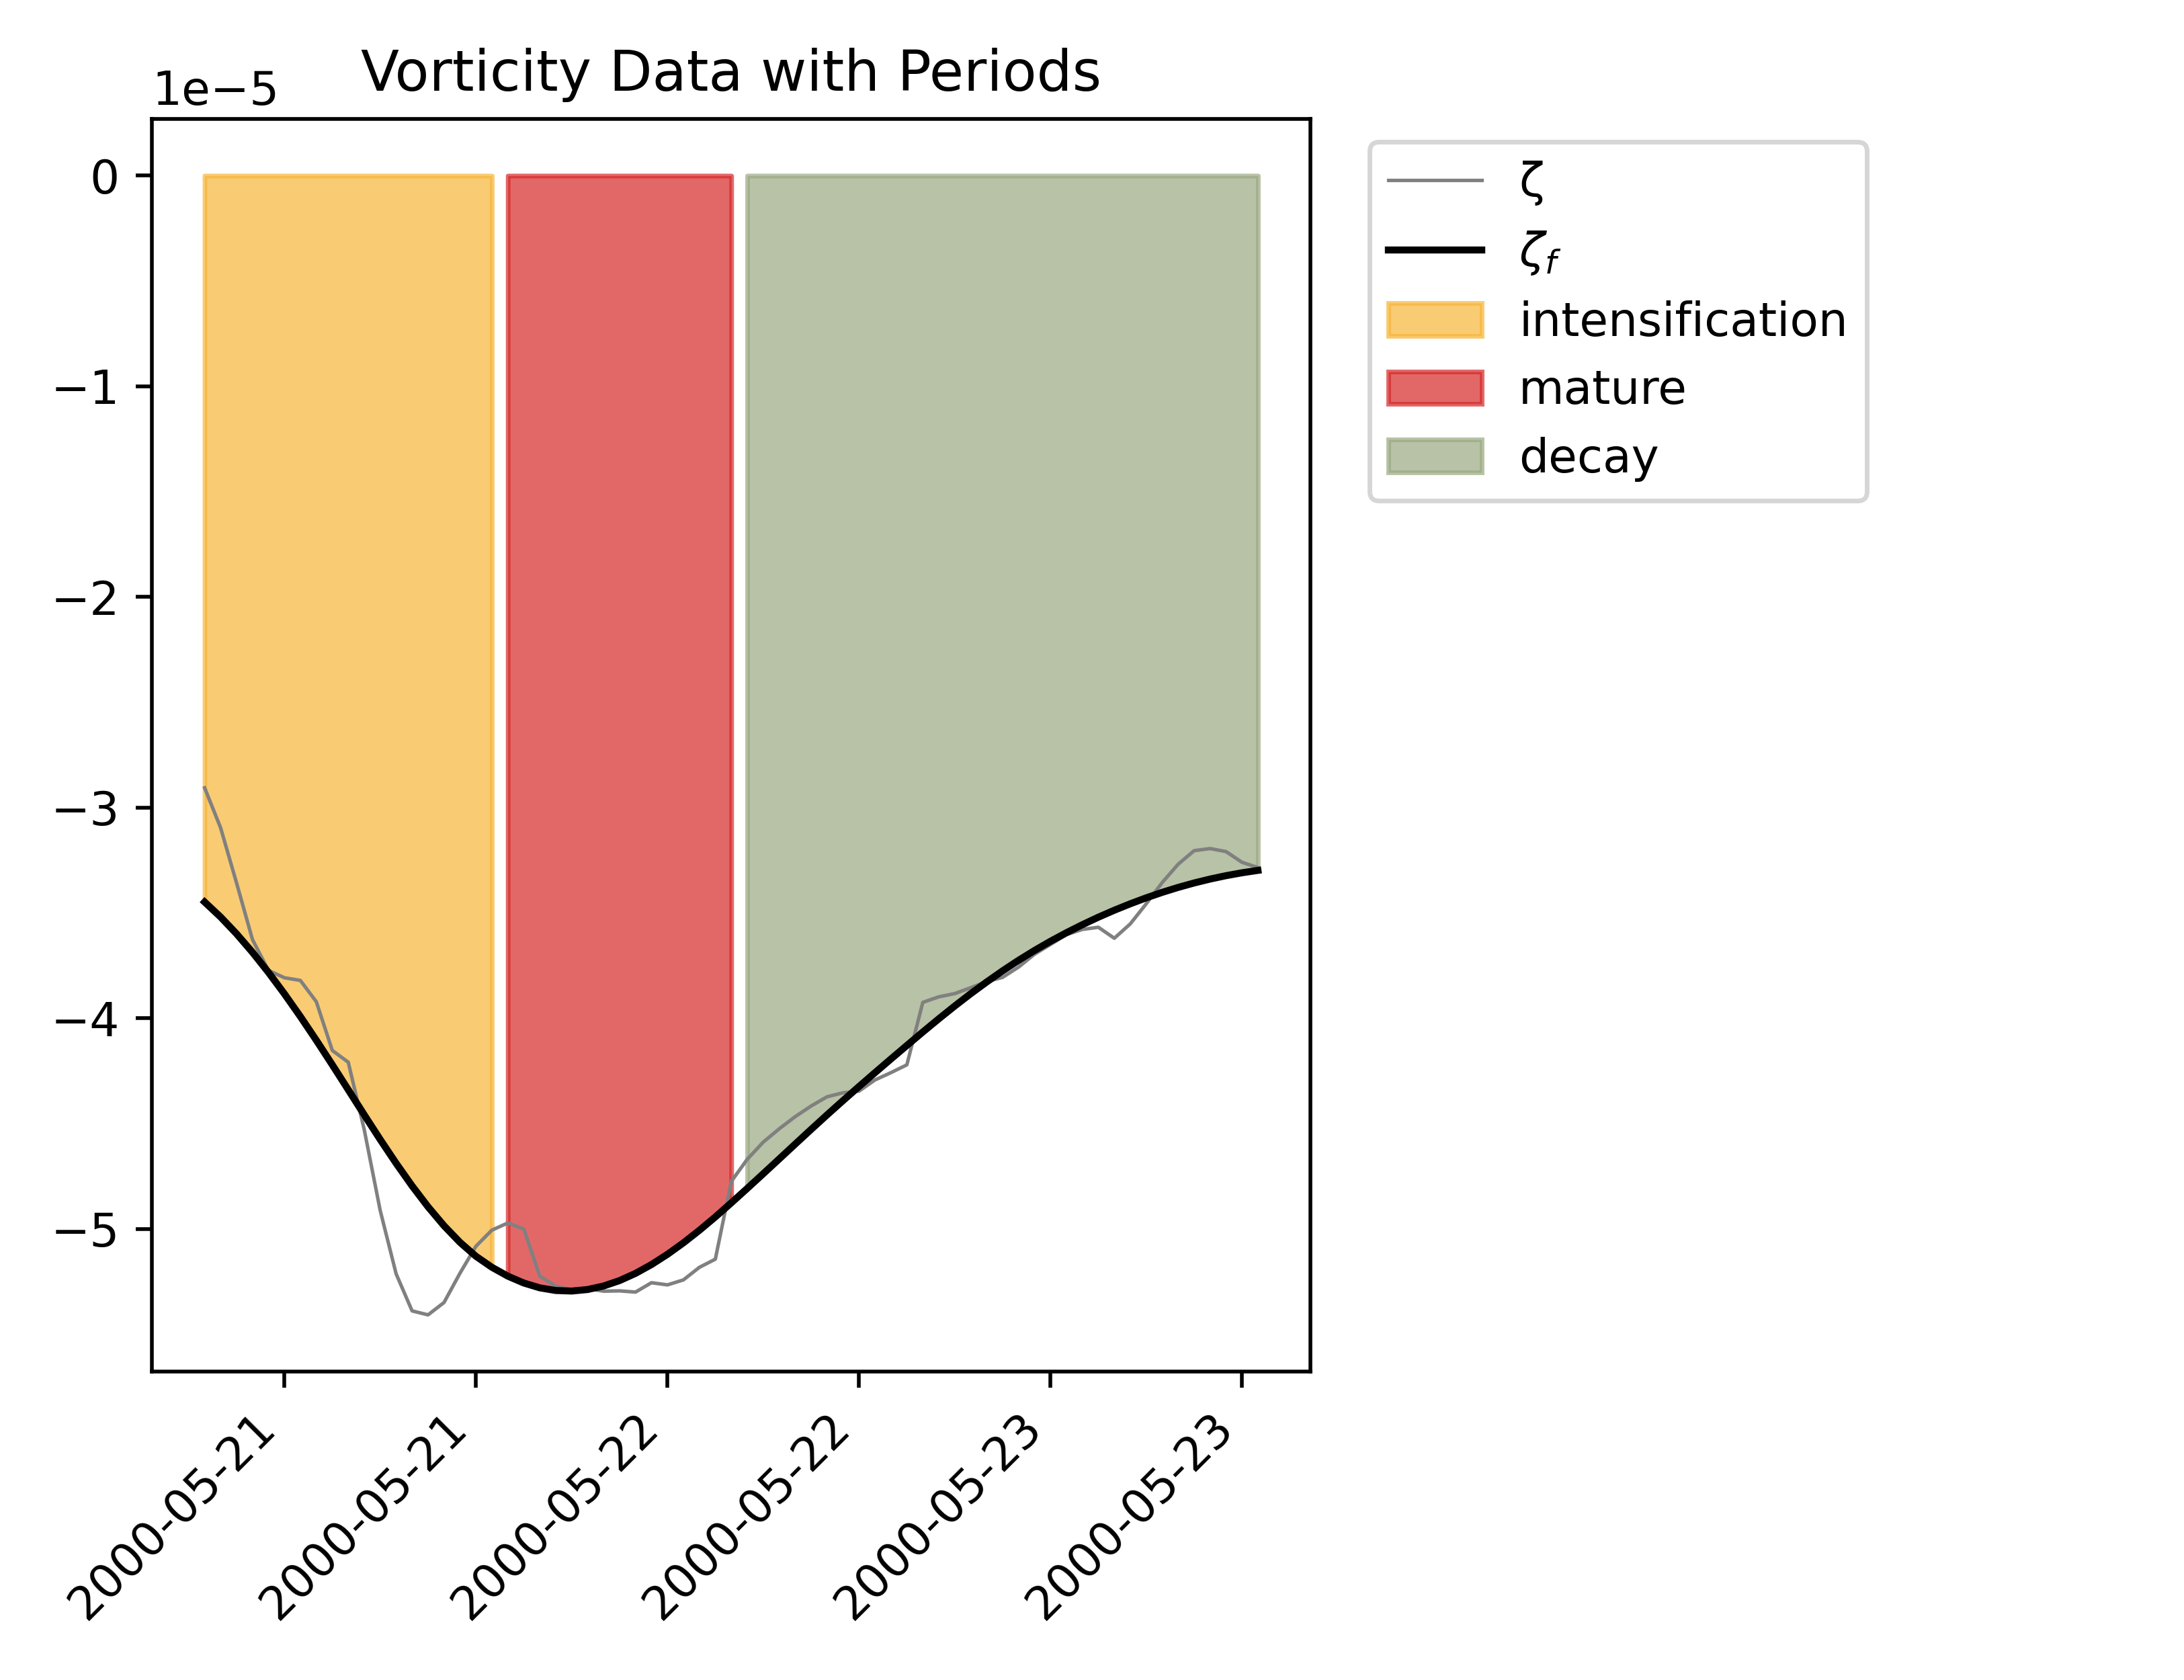 Vorticity Data with Periods
1e−5
0
−1
−2
−3
−4
−5
2000-05-21
2000-05-21
2000-05-22
2000-05-22
2000-05-23
2000-05-23
ζ
ζf
intensification
mature
decay